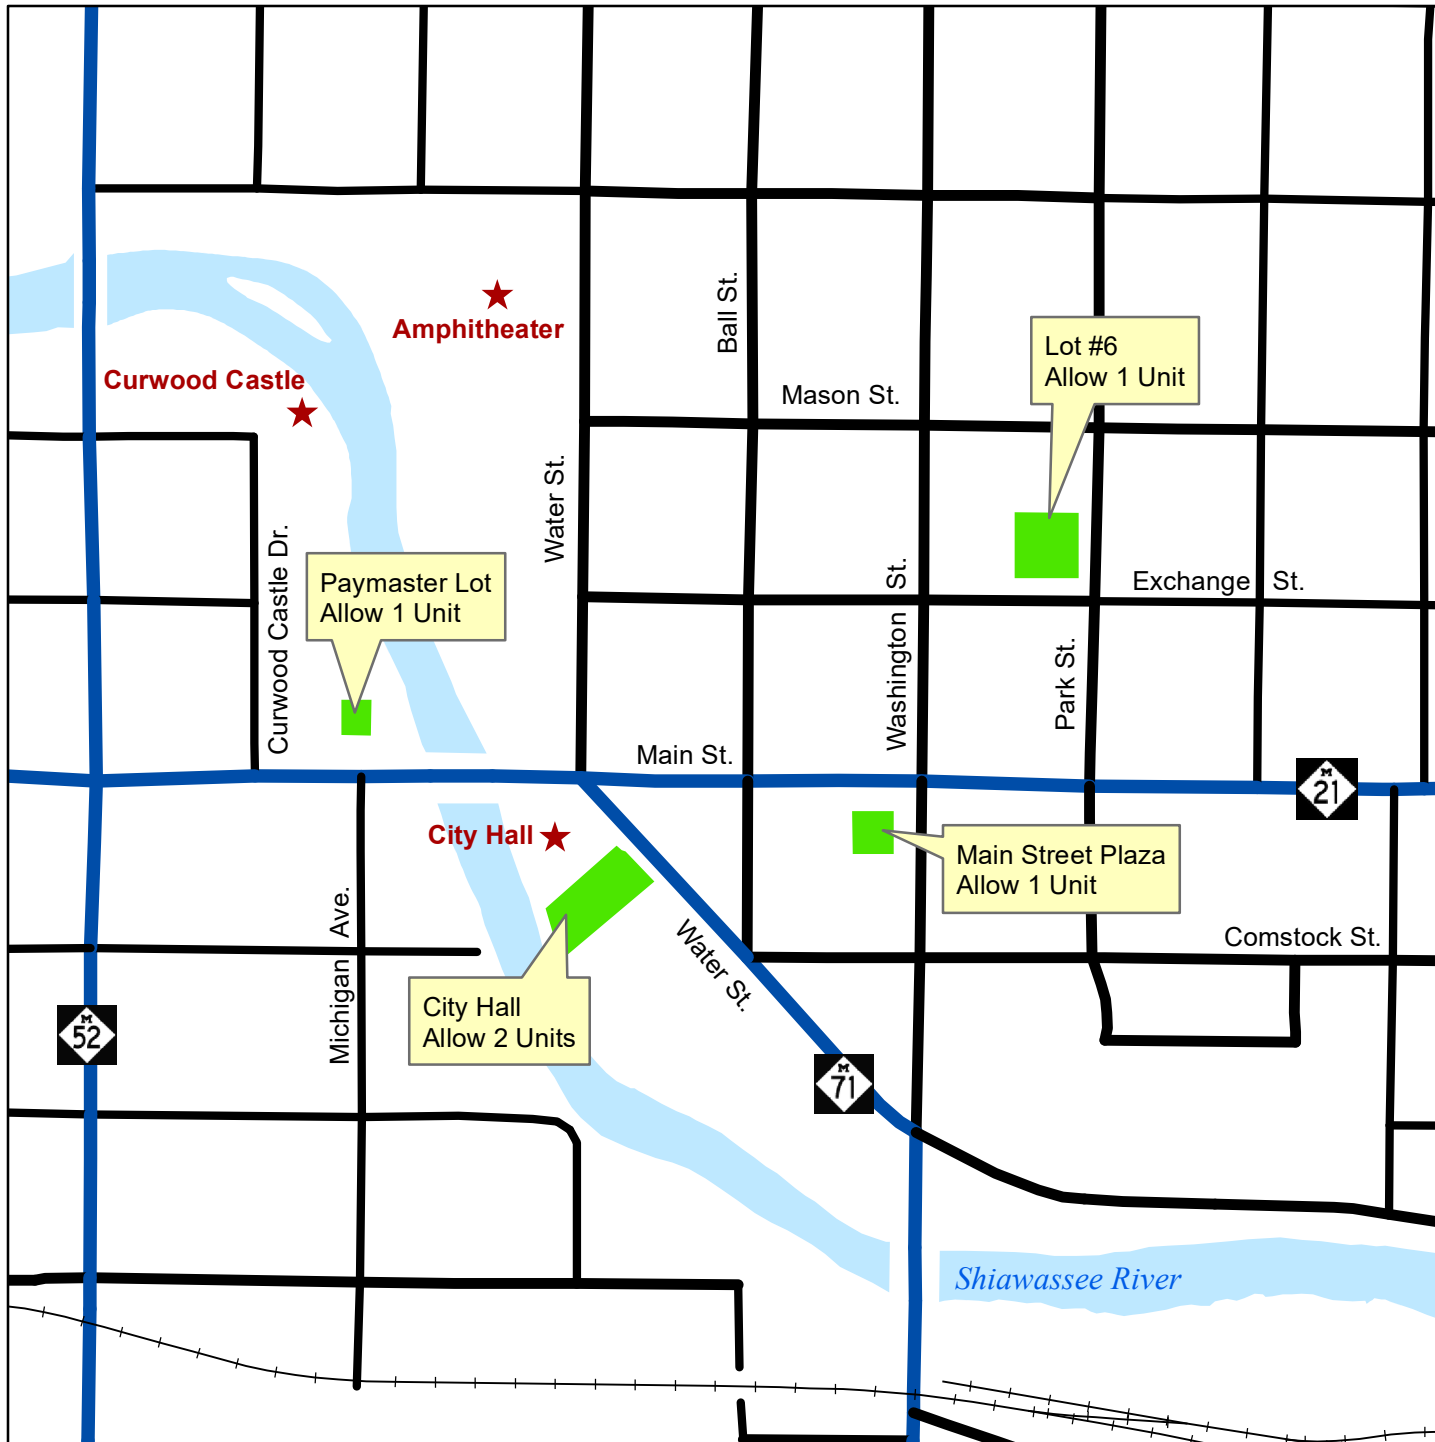 Amphitheater
Curwood Castle
Ball St.
Lot #6
Allow 1 Unit
Mason St.
Water St.
Curwood Castle Dr.
Paymaster Lot
Allow 1 Unit
Washington St.
Exchange St.
Park St.
Main St.
M
21
City Hall
Main Street Plaza
Allow 1 Unit
Michigan Ave.
Water St.
Comstock St.
City Hall
Allow 2 Units
M
52
M
71
Shiawassee River